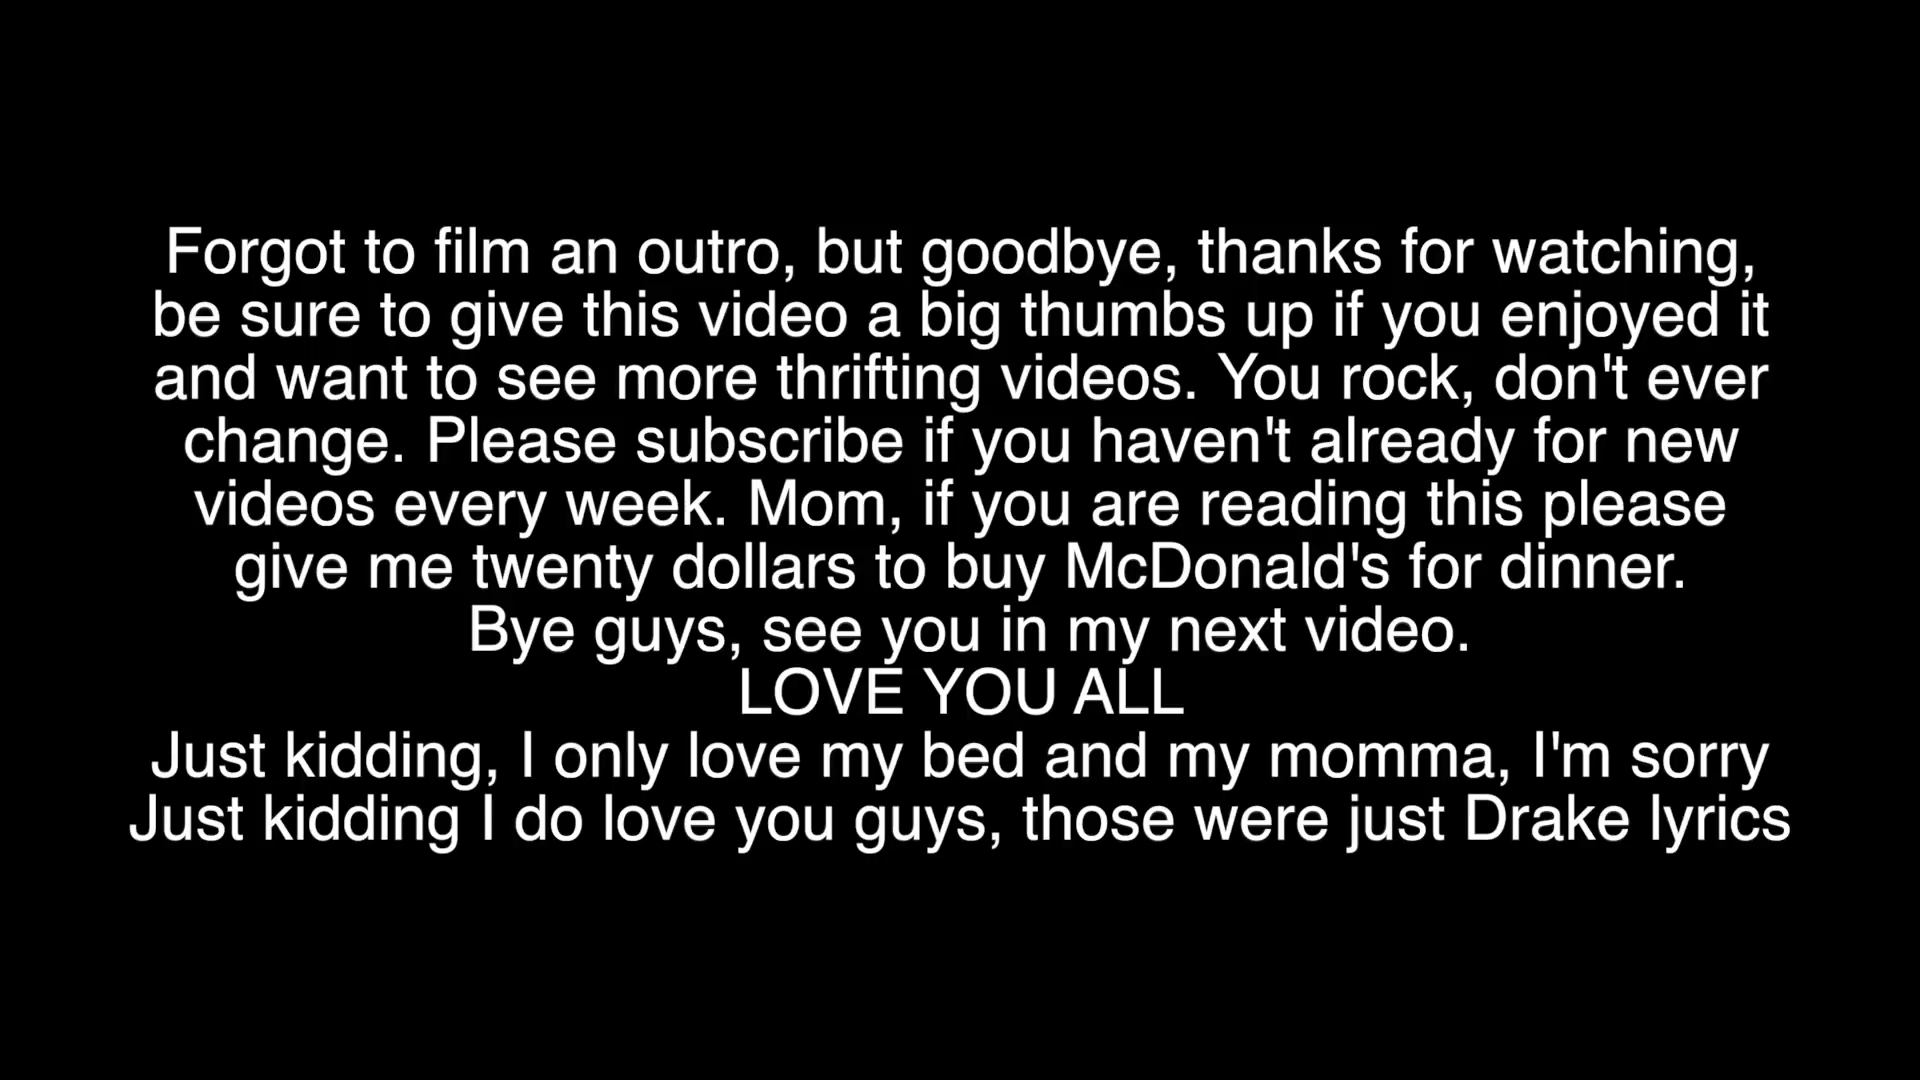 Forgot to film an outro, but goodbye, thanks for watching,
be sure to give this video a big thumbs up if you enjoyed it
and want to see more thrifting videos. You rock, don't ever
change. Please subscribe if you haven't already for new
videos every week. Mom, if you are reading this please
give me twenty dollars to buy McDonald's for dinner.
Bye guys, see you in my next video.
LOVE YOU ALL
Just kidding, I only love my bed and my momma, I'm sorry
Just kidding I do love you guys, those were just Drake lyrics